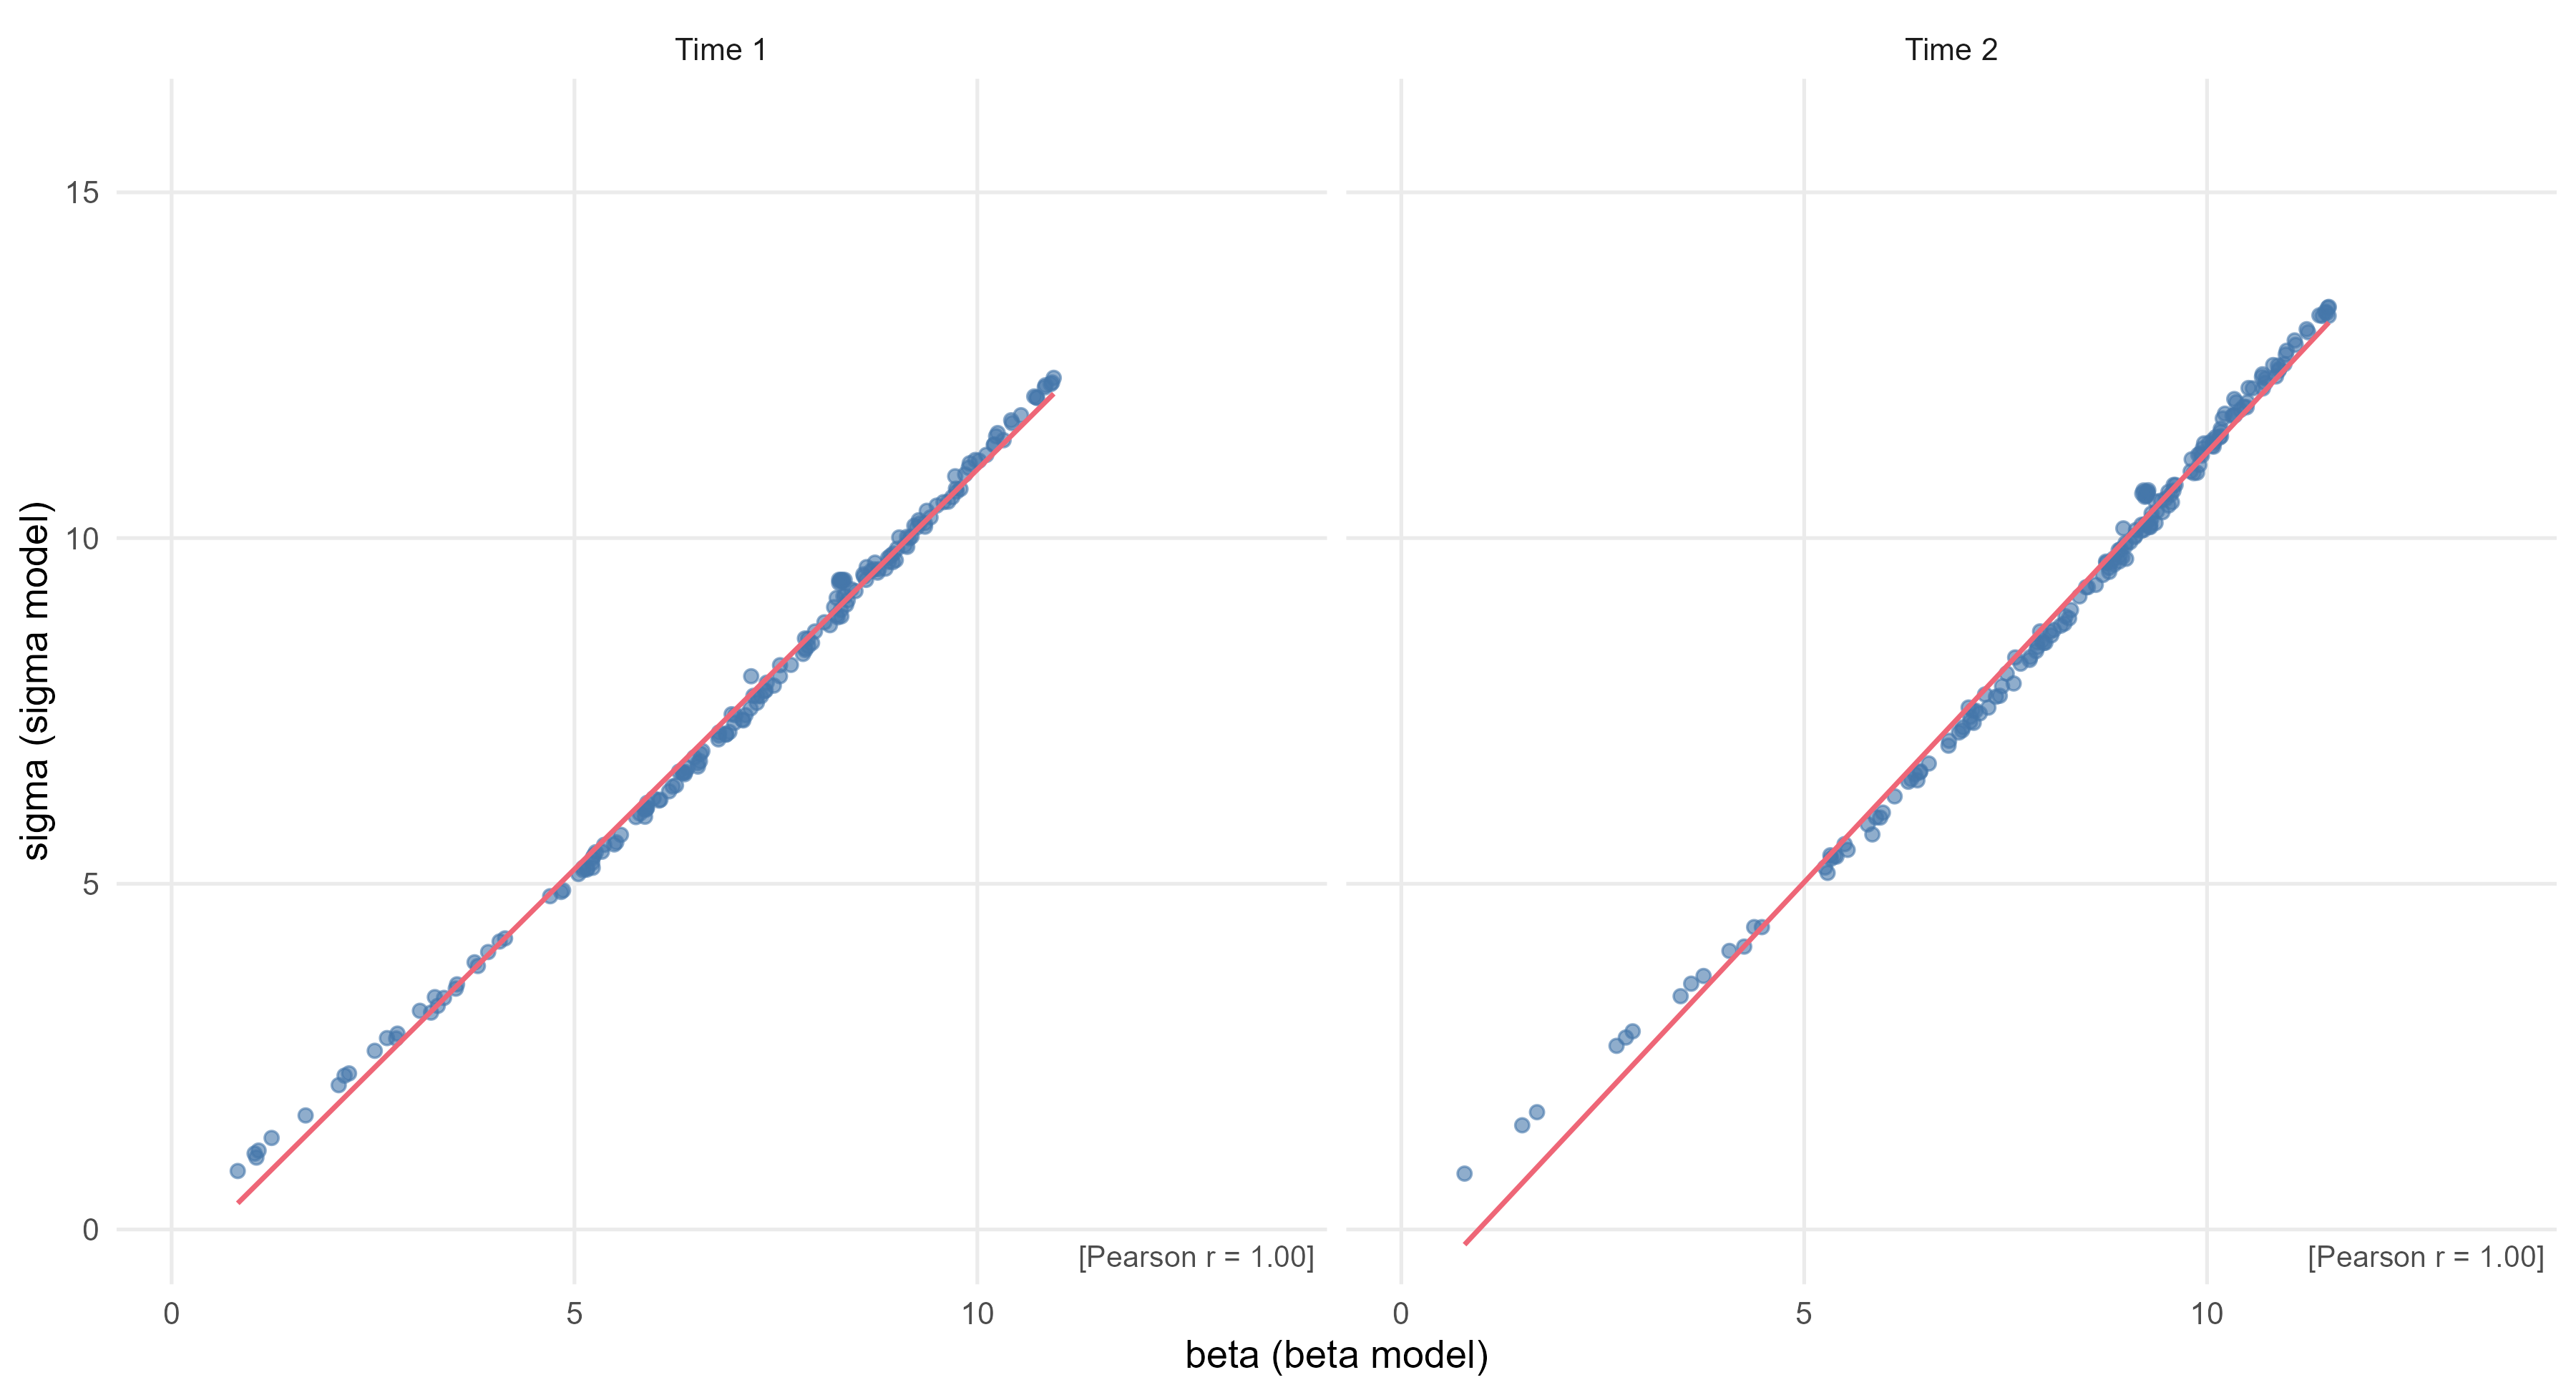 Time 1
Time 2
15
10
5
0
sigma (sigma model)
[Pearson r = 1.00]
[Pearson r = 1.00]
0
5
10
0
5
10
beta (beta model)